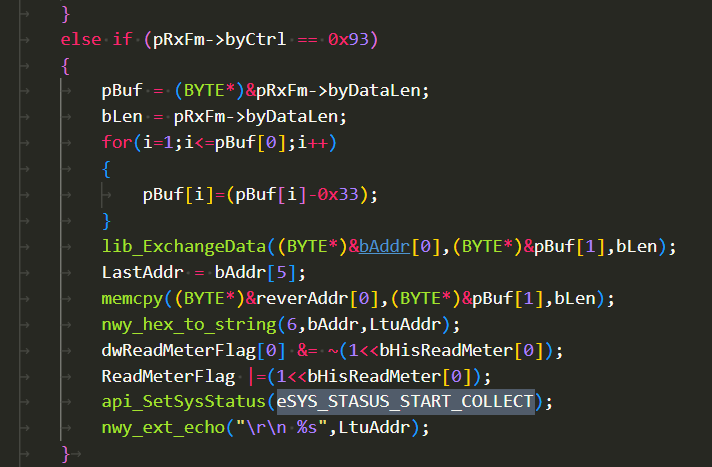 }
else if (pRxFm->byCtrl == 0x93)
{
pBuf = (BYTE*)&pRxFm->byDataLen;
bLen = pRxFm->byDataLen;
for(i=1;i<=pBuf[0];i++)
{
pBuf[i]=(pBuf[i]-0x33);
}
lib_ExchangeData((BYTE*)&bAddr[0],(BYTE*)&pBuf[1],bLen);
LastAddr = bAddr[5];
memcpy((BYTE*)&reverAddr[0],(BYTE*)&pBuf[1],bLen);
nwy_hex_to_string(6,bAddr,LtuAddr);
dwReadMeterFlag[0] &= ~(1<<bHisReadMeter[0]);
ReadMeterFlag |=(1<<bHisReadMeter[0]);
api_SetSysStatus(eSYS_STASUS_START_COLLECT);
nwy_ext_echo("\r\n %s",LtuAddr);
}